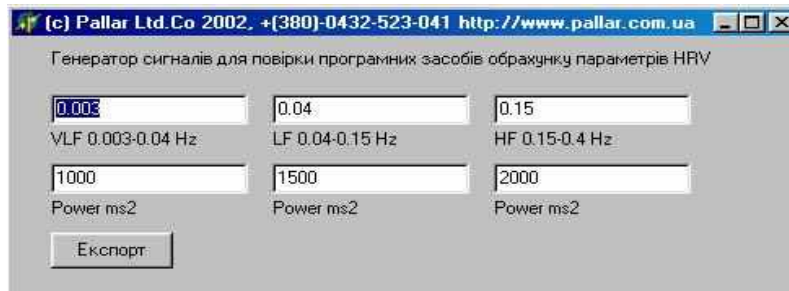 (c) Pallar Ltd.Co 2002, +(380)-0432-523-041 http://www.pallar.com.ua
Генератор сигналів для повірки програмних засобів обрахунку параметрів HRV
0.003 0.04 0.15
VLF 0.003-0.04 Hz LF 0.04-0.15 Hz HF 0.15-0.4 Hz
1000 1500 2000
Power ms2 Power ms2 Power ms2
Експорт